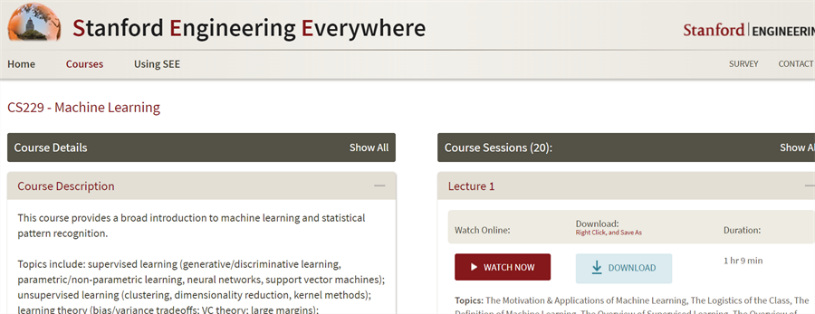 Stanford Engineering Everywhere
Stanford ENGINEERIN
Home Courses Using SEE
SURVEY CONTACT
CS229 - Machine Learning
Course Details Show All
Course Description
This course provides a broad introduction to machine learning and statistical
pattern recognition.
Topics include: supervised learning (generative/discriminative learning,
parametric/non-parametric learning, neural networks, support vector machines);
unsupervised learning (clustering, dimensionality reduction, kernel methods);
learning theory (bias/variance tradeoffs; VC theory; large margins);
Course Sessions (20): Show Al
Lecture 1
Watch Online: Download: Duration:
Right Click, and Save As
WATCH NOW DOWNLOAD 1 hr 9 min
Topics: The Motivation & Applications of Machine Learning, The Logistics of the Class, The
Definition of Machine Learning, The Overview of Supervised Learning, The Overview of